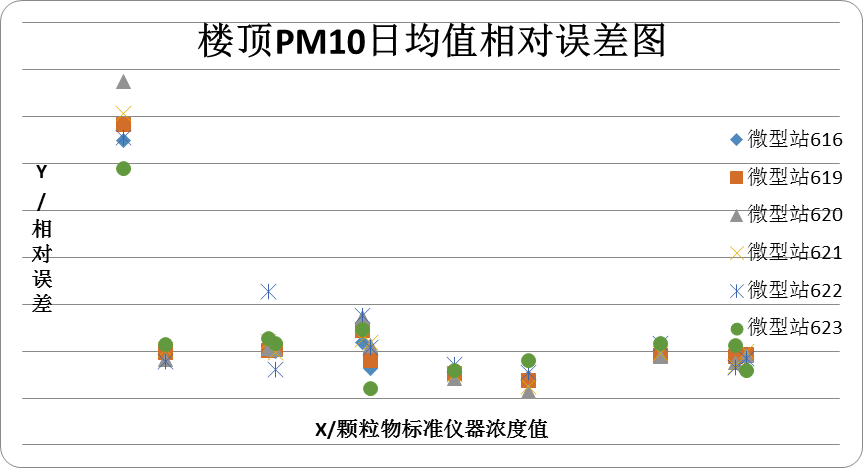 楼顶PM10日均值相对误差图
Y
/
相
对
误
差
微型站616
微型站619
微型站620
微型站621
微型站622
微型站623
X/颗粒物标准仪器浓度值